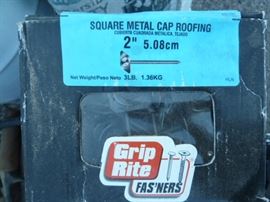 SQUARE METAL CAP ROOFING
CUBIERTA CUADRADA METALICA, TEJADO
2" 5.08cm
Net Weight/Peso Neto 3LB. 1.36KG
Grip
Rite
FAS'NERS